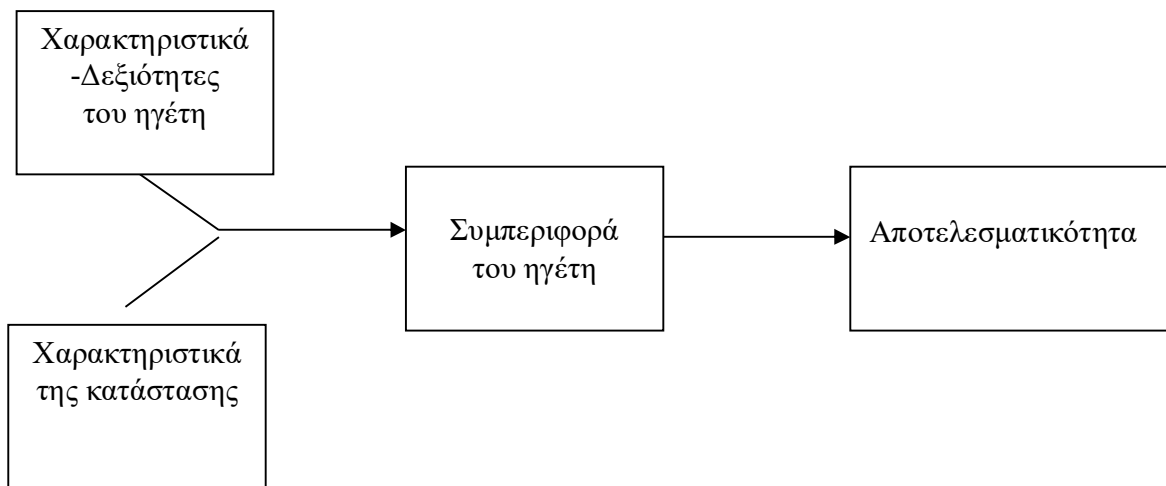 Χαρακτηριστικά
-Δεξιότητες
του ηγέτη
Συμπεριφορά
του ηγέτη
Αποτελεσματικότητα
Χαρακτηριστικά
της κατάστασης